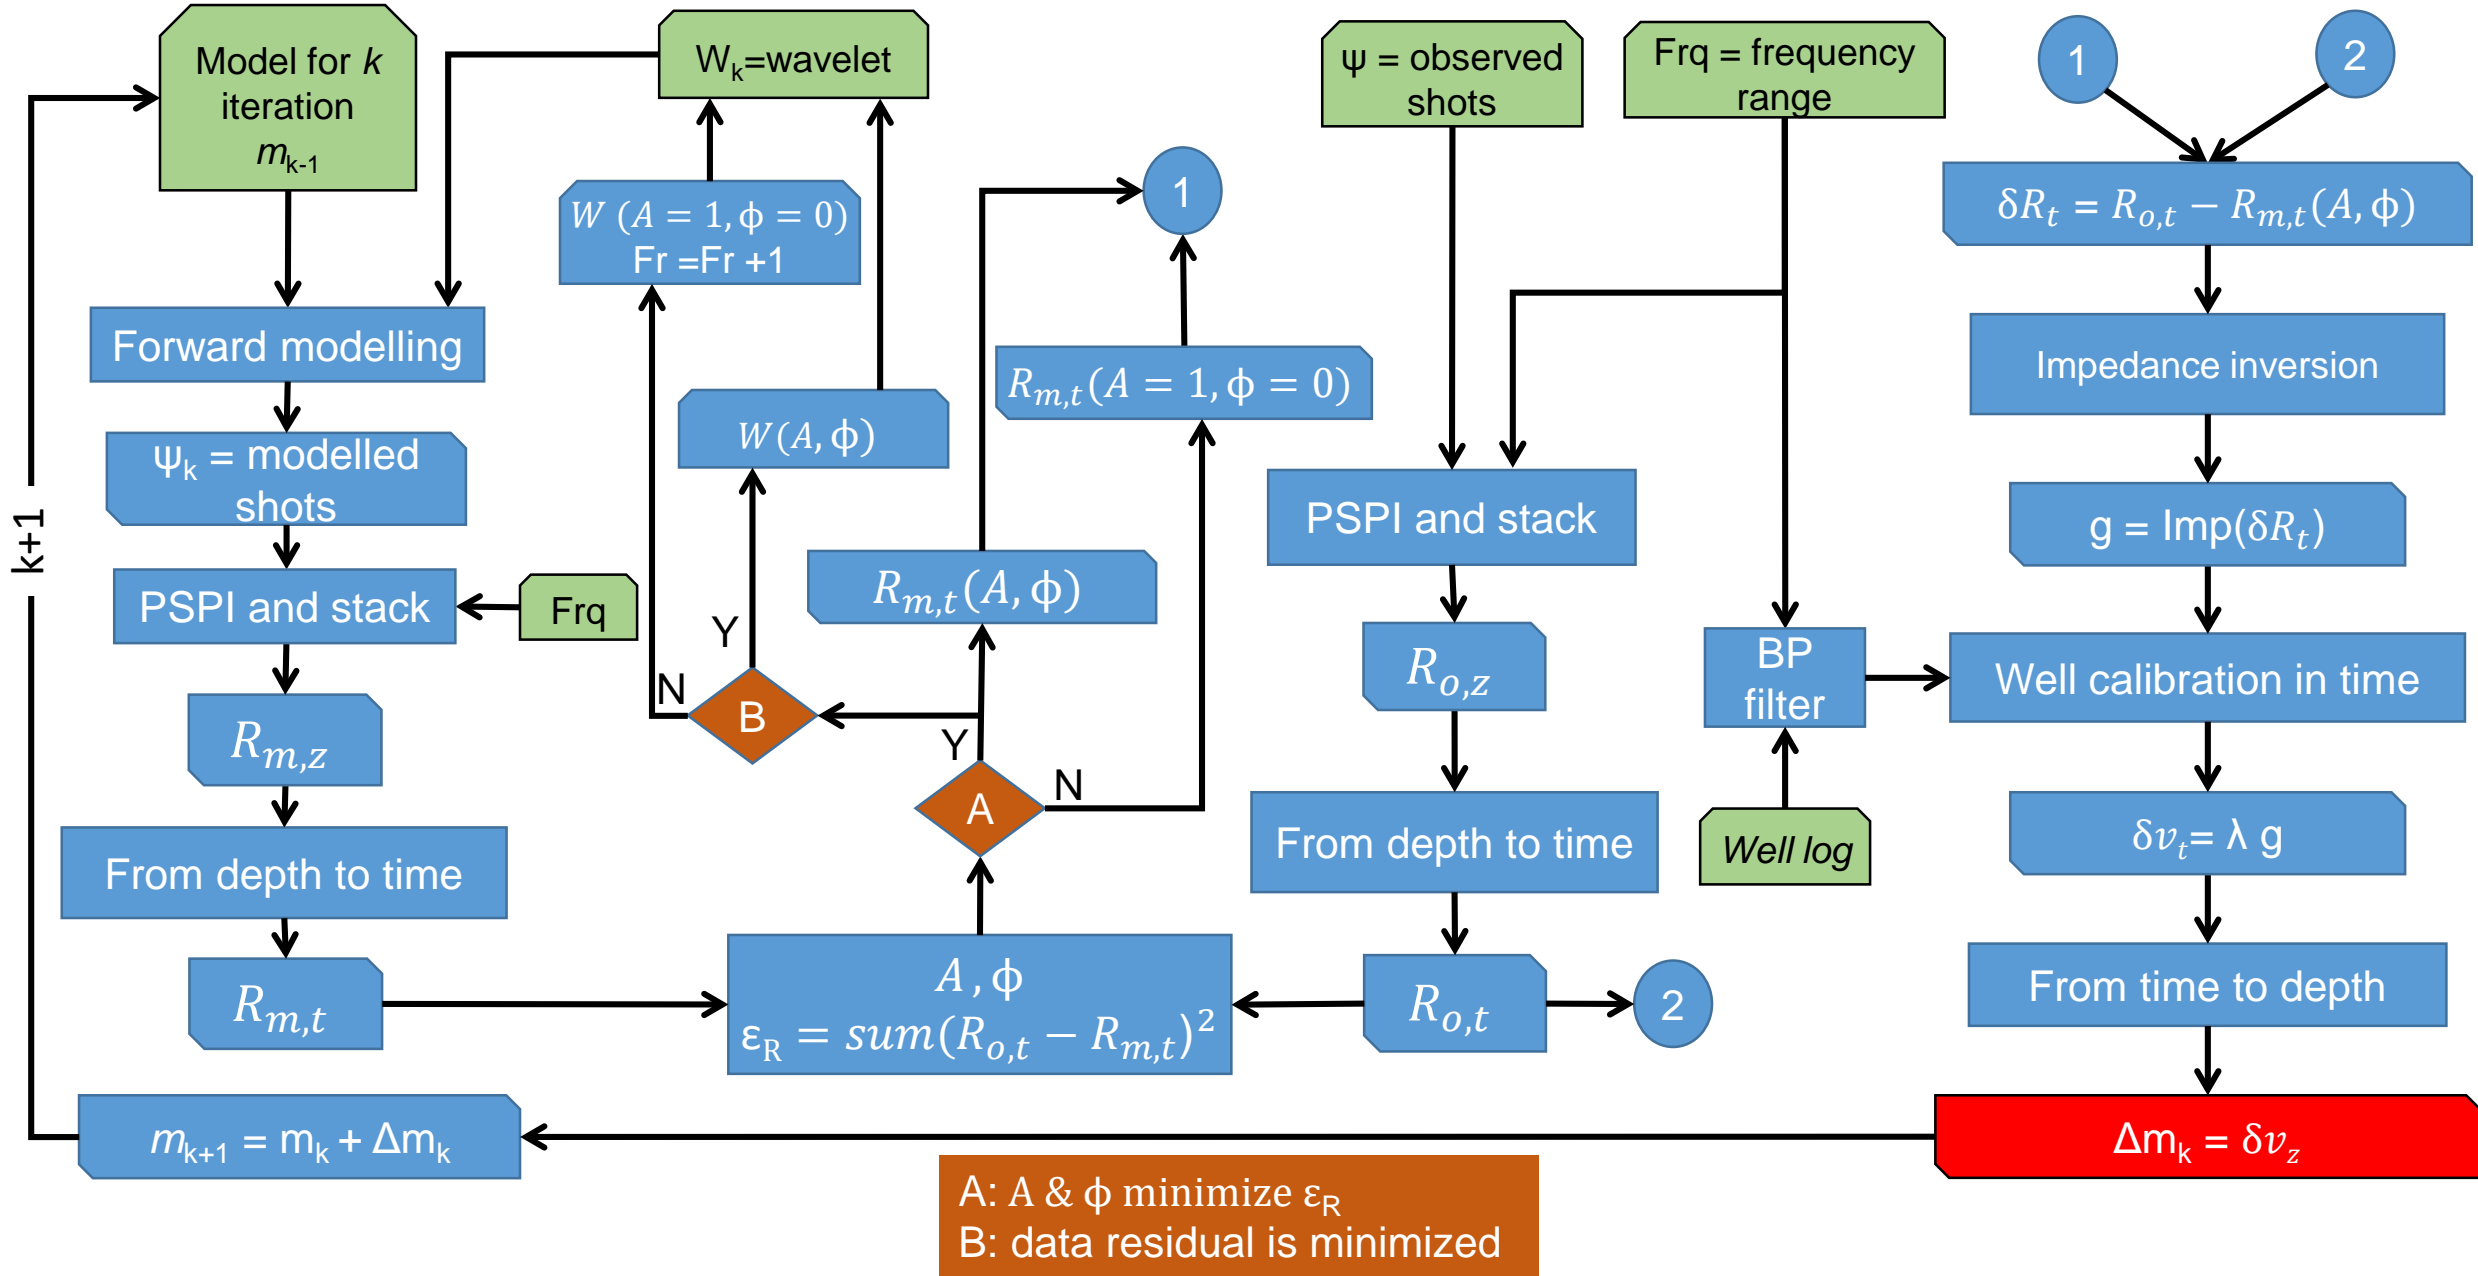 Model for k
iteration
mk-1
Wk=wavelet
ψ = observed
shots
Frq = frequency
range
1
2
W (A = 1, ϕ = 0)
Fr =Fr +1
1
δRt = Ro,t − Rm,t(A, ϕ)
Forward modelling
Rm,t(A = 1, ϕ = 0)
Impedance inversion
W(A, ϕ)
ψk = modelled
shots
k+1
PSPI and stack
g = Imp(δRt)
PSPI and stack
Frq
Rm,t(A, ϕ)
Y
N
B
Ro,z
BP
filter
Well calibration in time
Rm,z
Y
N
A
From depth to time
Well log
δvt= λ g
From depth to time
Rm,t
A , ϕ
εR = sum(Ro,t − Rm,t)²
Ro,t
2
From time to depth
mk+1 = mk + Δmk
Δmk = δvz
A: A & ϕ minimize εR
B: data residual is minimized